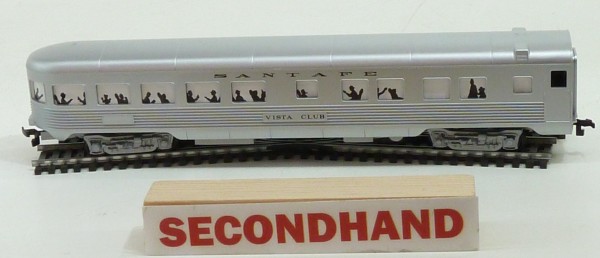 SANTA FE
VISTA CLUB
SECONDHAND